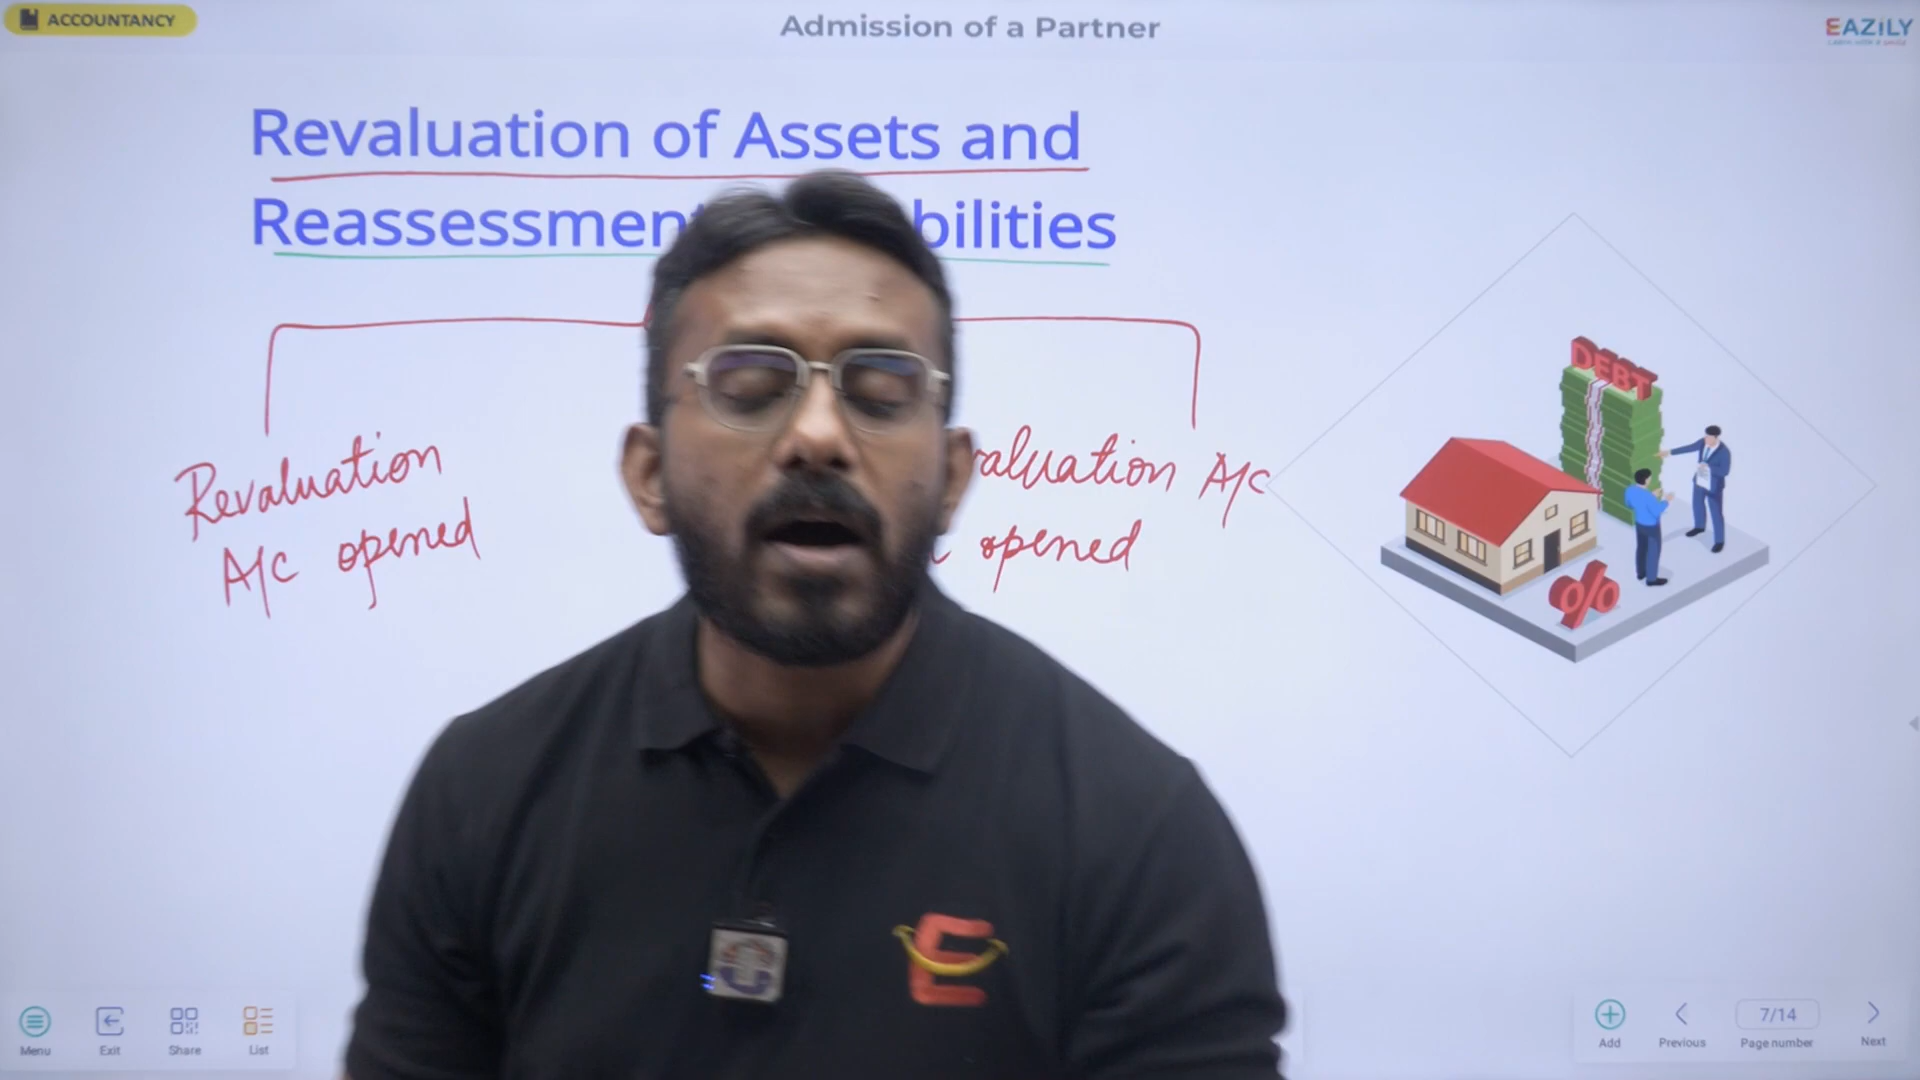 ACCOUNTANCY
Admission of a Partner
EAZILY
Revaluation of Assets and
Reassessmen bilities
Revaluation
A/c opened
valuation A/c
opened
DEBT
%
E
Menu
Exit
Share
List
Add
Previous
7/14
Page number
Next